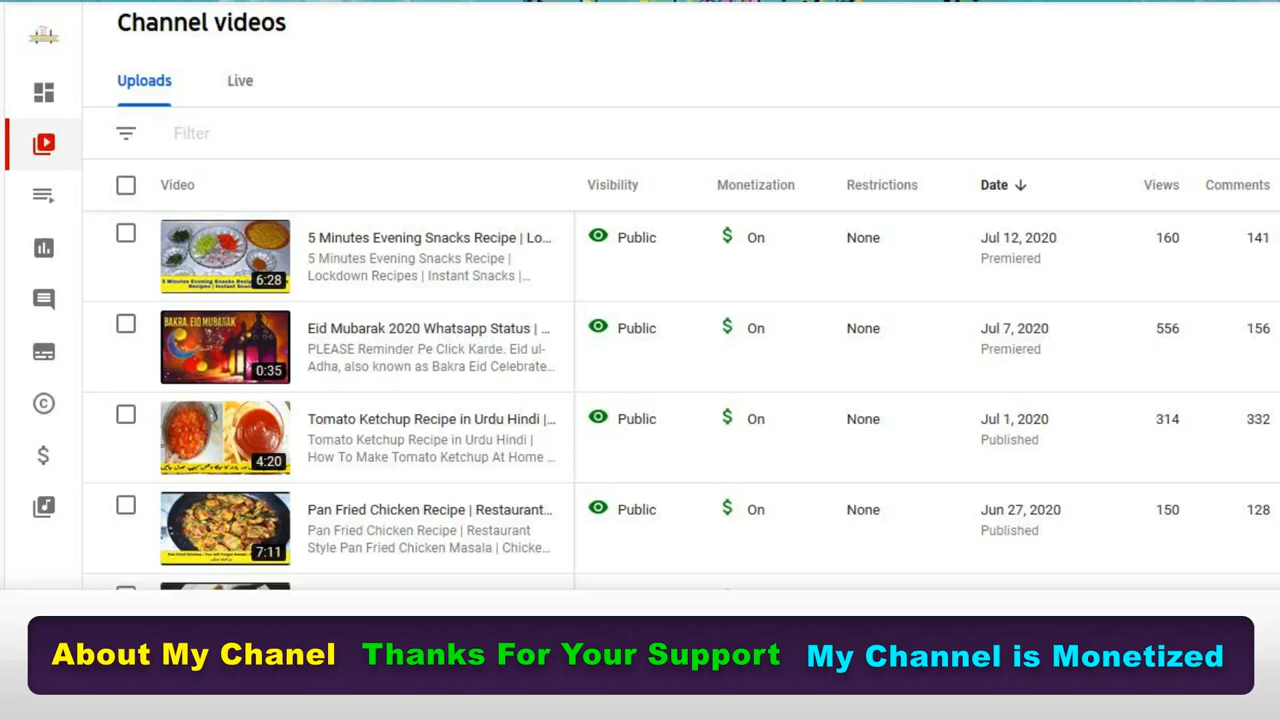 Channel videos
Uploads Live
Filter
Video Visibility Monetization Restrictions Date Views Comments
6:28
5 Minutes Evening Snacks Recipe | Lo...
5 Minutes Evening Snacks Recipe |
Lockdown Recipes | Instant Snacks |...
Public On None Jul 12, 2020 160 141
Premiered
BAKRA, EID MUBARAK
0:35
Eid Mubarak 2020 Whatsapp Status | ...
PLEASE Reminder Pe Click Karde. Eid ul-
Adha, also known as Bakra Eid Celebrate...
Public On None Jul 7, 2020 556 156
Premiered
4:20
Tomato Ketchup Recipe in Urdu Hindi |...
Tomato Ketchup Recipe in Urdu Hindi |
How To Make Tomato Ketchup At Home ...
Public On None Jul 1, 2020 314 332
Published
7:11
Pan Fried Chicken Recipe | Restaurant...
Pan Fried Chicken Recipe | Restaurant
Style Pan Fried Chicken Masala | Chicke...
Public On None Jun 27, 2020 150 128
Published
About My Chanel Thanks For Your Support My Channel is Monetized